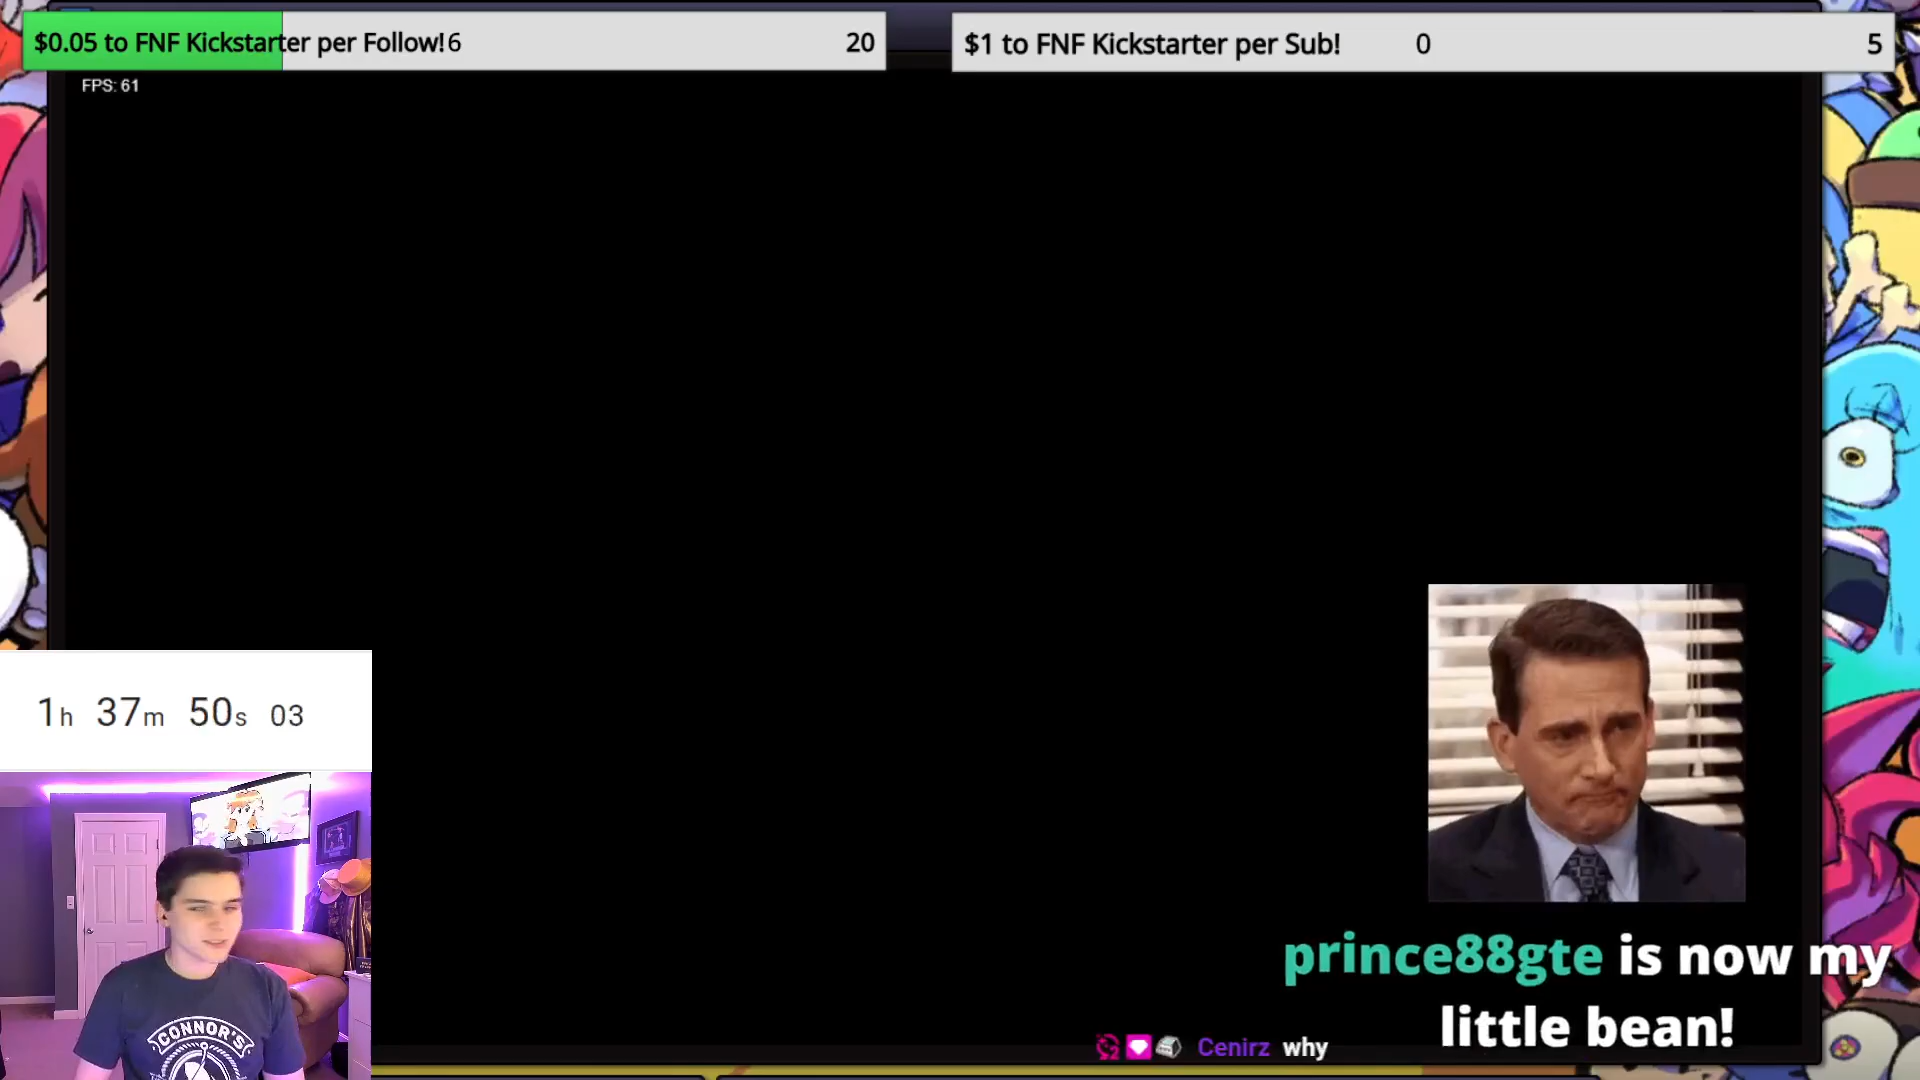 $0.05 to FNF Kickstarter per Follow! 6 20
$1 to FNF Kickstarter per Sub! 0 5
FPS: 61
1h 37m 50s 03
CONNOR'S
prince88gte is now my
little bean!
Cenirz why